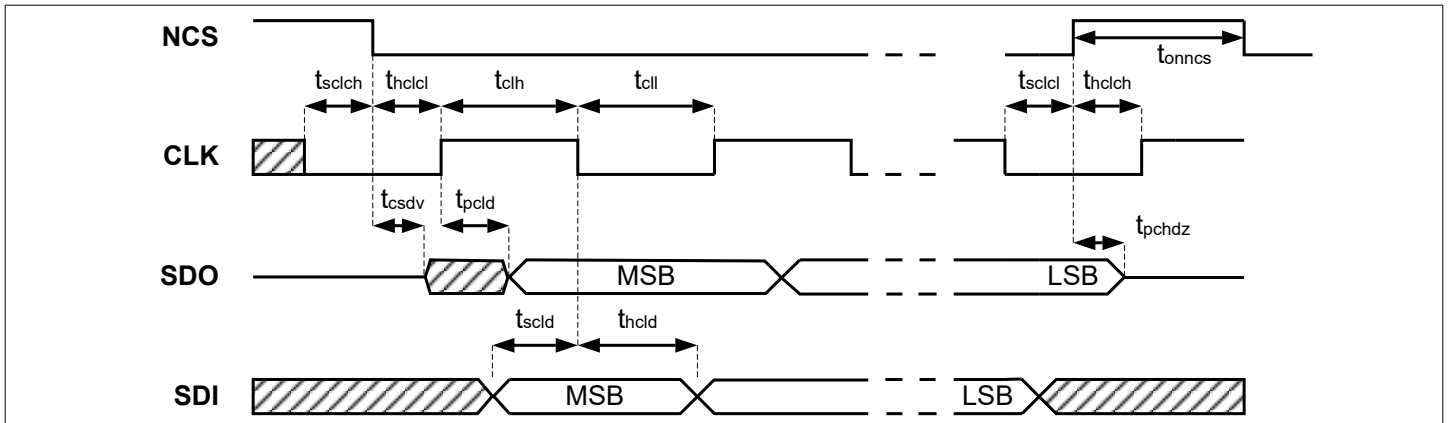 NCS
tonncs
tsclch thclcl tclh tcll tsclcl thclch
CLK
tcsdv tpcld
tpchdz
SDO MSB LSB
tscld thcld
SDI MSB LSB